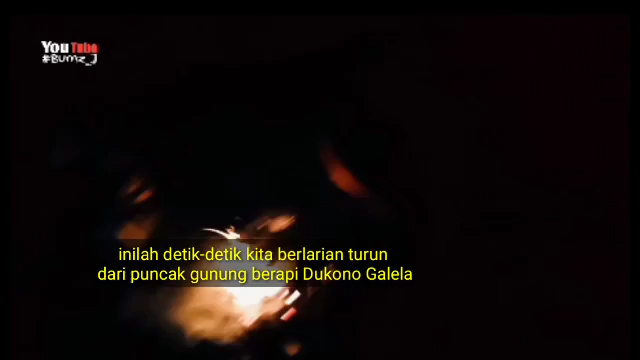 YouTube
#Bumz_J
inilah detik-detik kita berlarian turun
dari puncak gunung berapi Dukono Galela